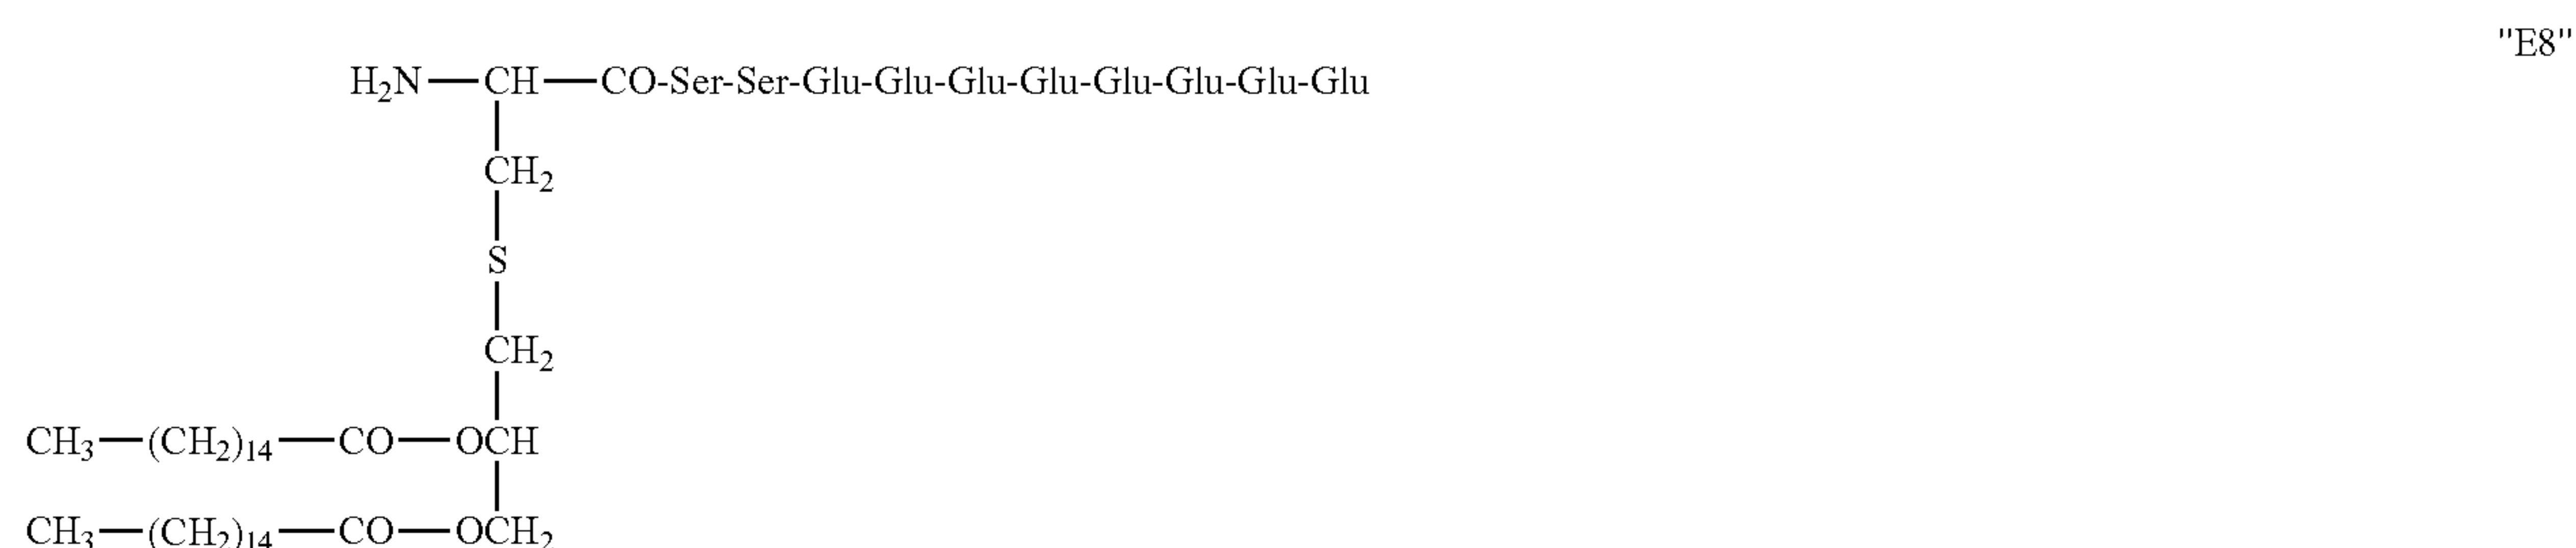 "E8"
H2N—CH—CO-Ser-Ser-Glu-Glu-Glu-Glu-Glu-Glu-Glu-Glu
CH2
S
CH2
CH3—(CH2)14—CO—OCH
CH3—(CH2)14—CO—OCH2